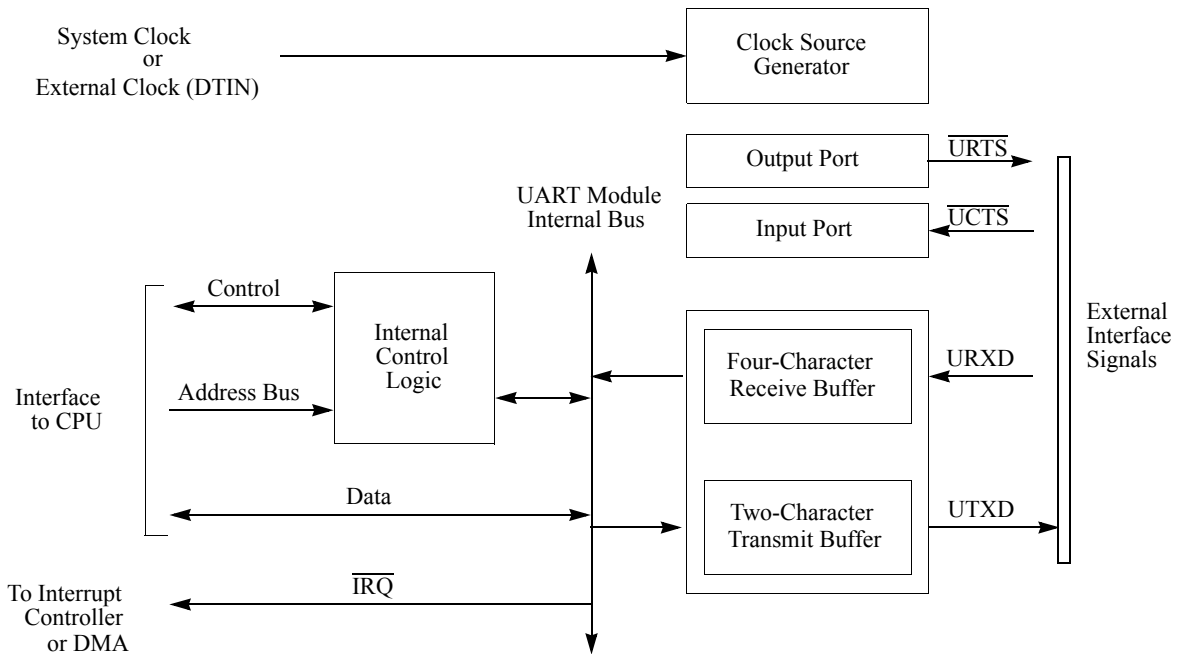 System Clock
or
External Clock (DTIN)
Clock Source
Generator
Output Port
URTS
UART Module
Internal Bus
Input Port
UCTS
Control
Internal
Control
Logic
Four-Character
Receive Buffer
URXD
External
Interface
Signals
Interface
to CPU
Address Bus
Data
Two-Character
Transmit Buffer
UTXD
IRQ
To Interrupt
Controller
or DMA